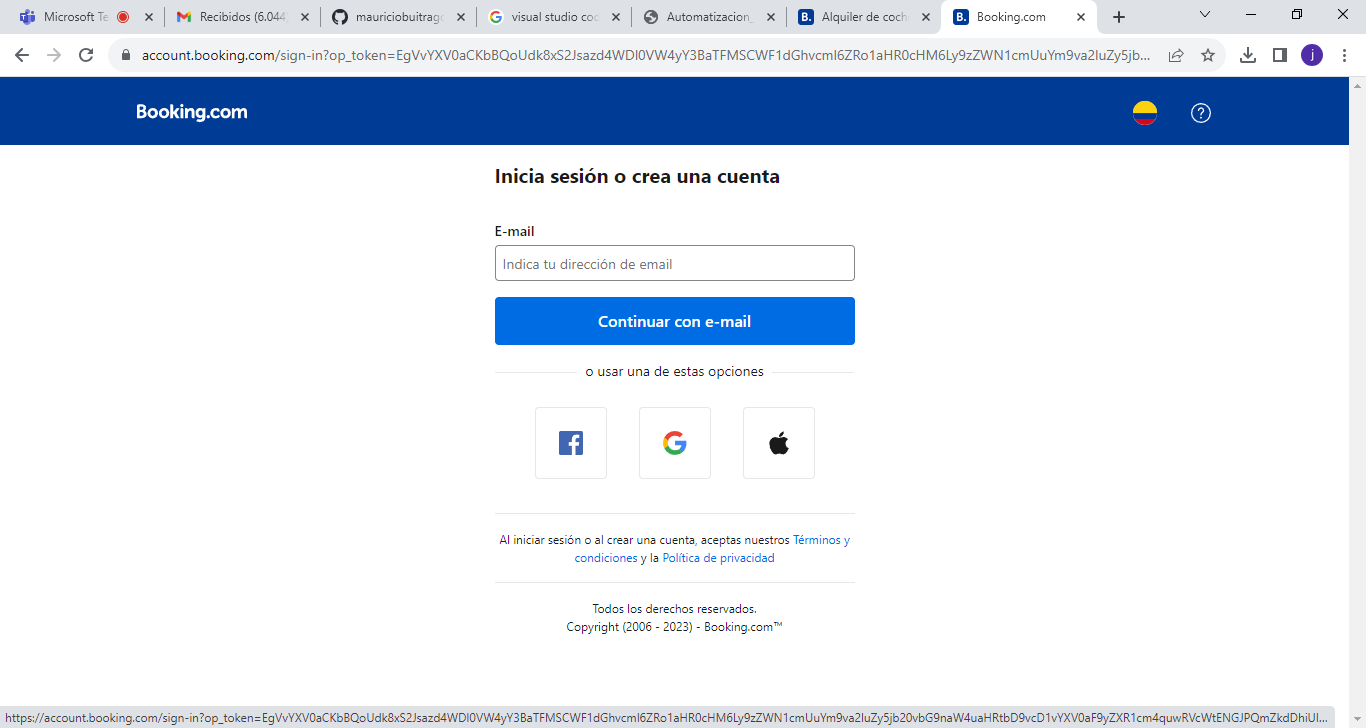 Microsoft Te
Recibidos (6.044
mauriciobuitrago
visual studio coc
Automatizacion_
Alquiler de coch
Booking.com
account.booking.com/sign-in?op_token=EgVvYXV0aCKbBQoUdk8xS2Jsazd4WDl0VW4yY3BaTFMSCWF1dGhvcml6ZRo1aHR0cHM6Ly9zZWN1cmUuYm9va2luZy5jb...
j
Booking.com
Inicia sesión o crea una cuenta
E-mail
Indica tu dirección de email
Continuar con e-mail
o usar una de estas opciones
Al iniciar sesión o al crear una cuenta, aceptas nuestros Términos y
condiciones y la Política de privacidad
Todos los derechos reservados.
Copyright (2006 - 2023) - Booking.com™
https://account.booking.com/sign-in?op_token=EgVvYXV0aCKbBQoUdk8xS2Jsazd4WDl0VW4yY3BaTFMSCWF1dGhvcml6ZRo1aHR0cHM6Ly9zZWN1cmUuYm9va2luZy5jb20vbG9naW4uaHRtbD9vcD1vYXV0aF9yZXR1cm4quwRVcWtENGJPQmZkdDhiUl...